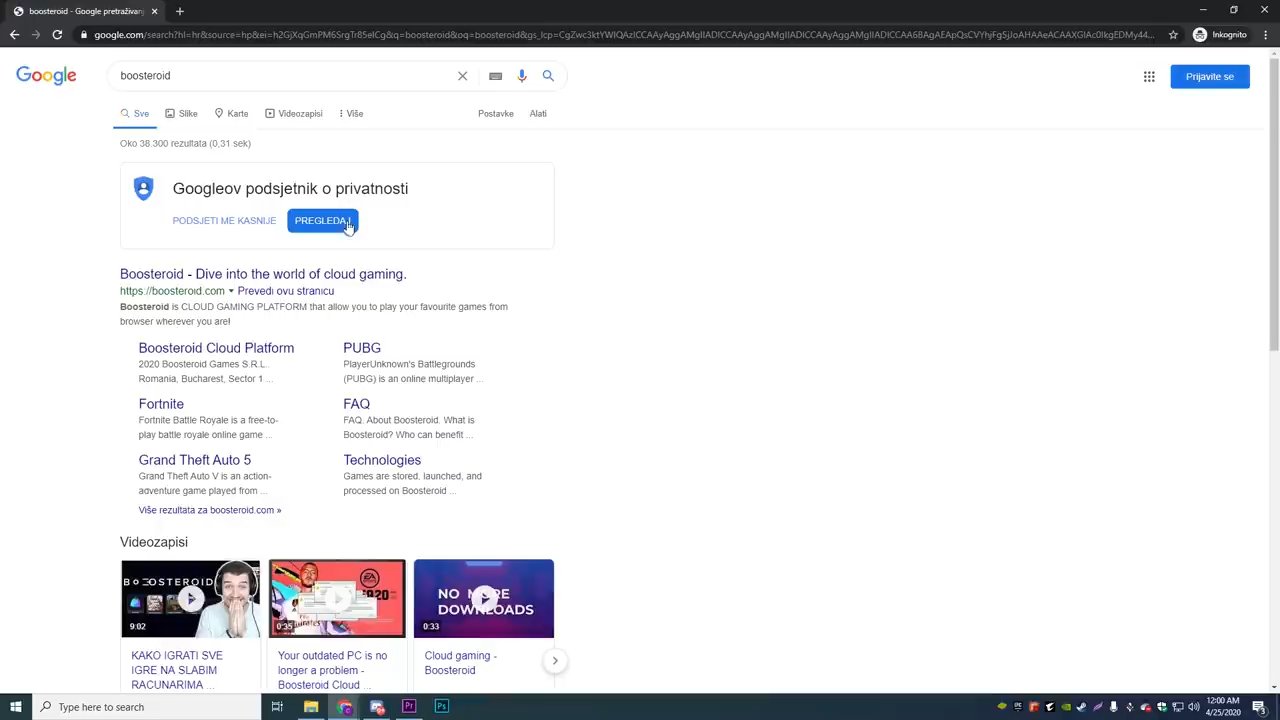 boosteroid - Googleov pretraživanj
google.com/search?hl=hr&source=hp&ei=
Inkognito
Google
boosteroid
Prijavite se
Sve
Slike
Karte
Videozapisi
Više
Postavke
Alati
Oko 38.300 rezultata (0,31 sek)
Googleov podsjetnik o privatnosti
PODSJETI ME KASNIJE
PREGLEDAJ
Boosteroid - Dive into the world of cloud gaming.
https://boosteroid.com ▾ Prevedi ovu stranicu
Boosteroid is CLOUD GAMING PLATFORM that allow you to play your favourite games from
browser wherever you are!
Boosteroid Cloud Platform
2020 Boosteroid Games S.R.L..
Romania, Bucharest, Sector 1 ...
PUBG
PlayerUnknown's Battlegrounds
(PUBG) is an online multiplayer ...
Fortnite
Fortnite Battle Royale is a free-to-
play battle royale online game ...
FAQ
FAQ. About Boosteroid. What is
Boosteroid? Who can benefit ...
Grand Theft Auto 5
Grand Theft Auto V is an action-
adventure game played from ...
Technologies
Games are stored, launched, and
processed on Boosteroid ...
Više rezultata za boosteroid.com »
Videozapisi
BOOSTEROID
9:02
EA
20
0:35
NO MORE
DOWNLOADS
0:33
KAKO IGRATI SVE
IGRE NA SLABIM
RACUNARIMA ...
Your outdated PC is no
longer a problem -
Boosteroid Cloud ...
Cloud gaming -
Boosteroid
Type here to search
Pr
Ps
12:00 AM
4/25/2020
3